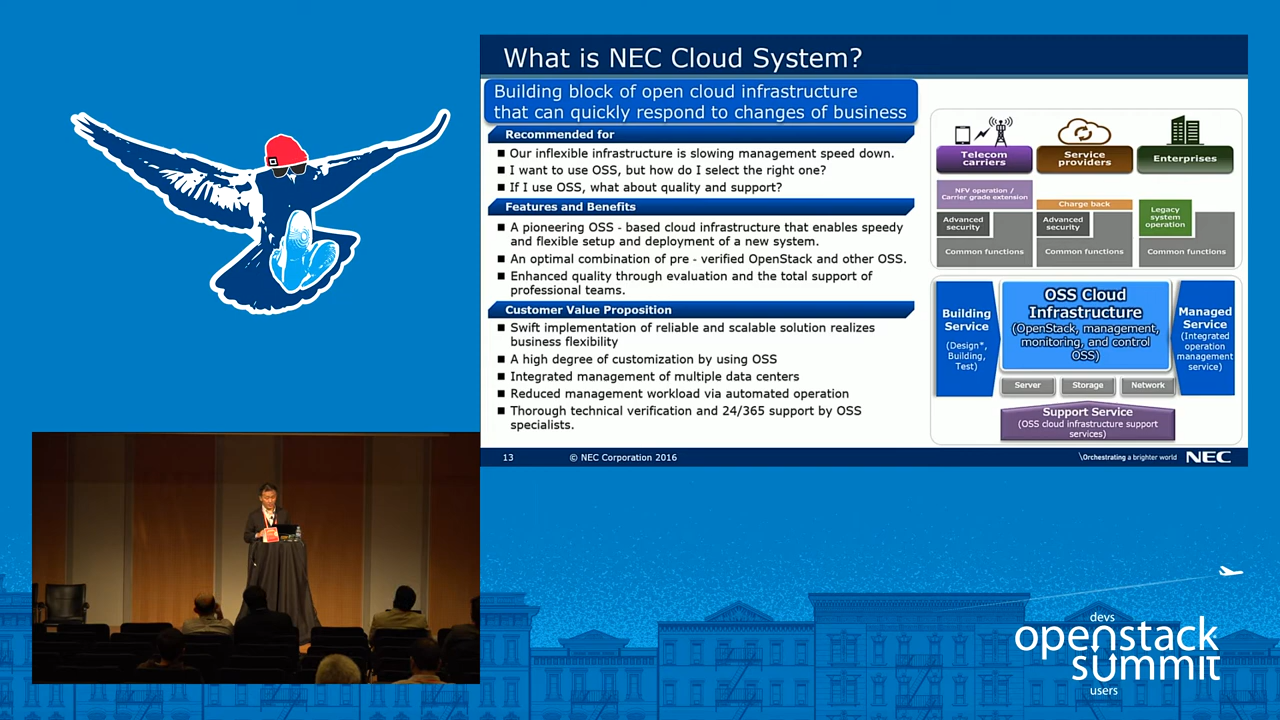 What is NEC Cloud System?
Building block of open cloud infrastructure
that can quickly respond to changes of business
Recommended for
■ Our inflexible infrastructure is slowing management speed down.
■ I want to use OSS, but how do I select the right one?
■ If I use OSS, what about quality and support?
Features and Benefits
■ A pioneering OSS - based cloud infrastructure that enables speedy
and flexible setup and deployment of a new system.
■ An optimal combination of pre - verified OpenStack and other OSS.
■ Enhanced quality through evaluation and the total support of
professional teams.
Customer Value Proposition
■ Swift implementation of reliable and scalable solution realizes
business flexibility
■ A high degree of customization by using OSS
■ Integrated management of multiple data centers
■ Reduced management workload via automated operation
■ Thorough technical verification and 24/365 support by OSS
specialists.
Telecom
carriers
Service
providers
Enterprises
NFV operation /
Carrier grade extension
Advanced
security
Common functions
Charge back
Advanced
security
Common functions
Legacy
system
operation
Common functions
Building
Service
(Design*,
Building,
Test)
OSS Cloud
Infrastructure
(OpenStack, management,
monitoring, and control
OSS)
Managed
Service
(Integrated
operation
management
service)
Server
Storage
Network
Support Service
(OSS cloud infrastructure support
services)
13
© NEC Corporation 2016
\Orchestrating a brighter world
NEC
devs
openstack
summit
users